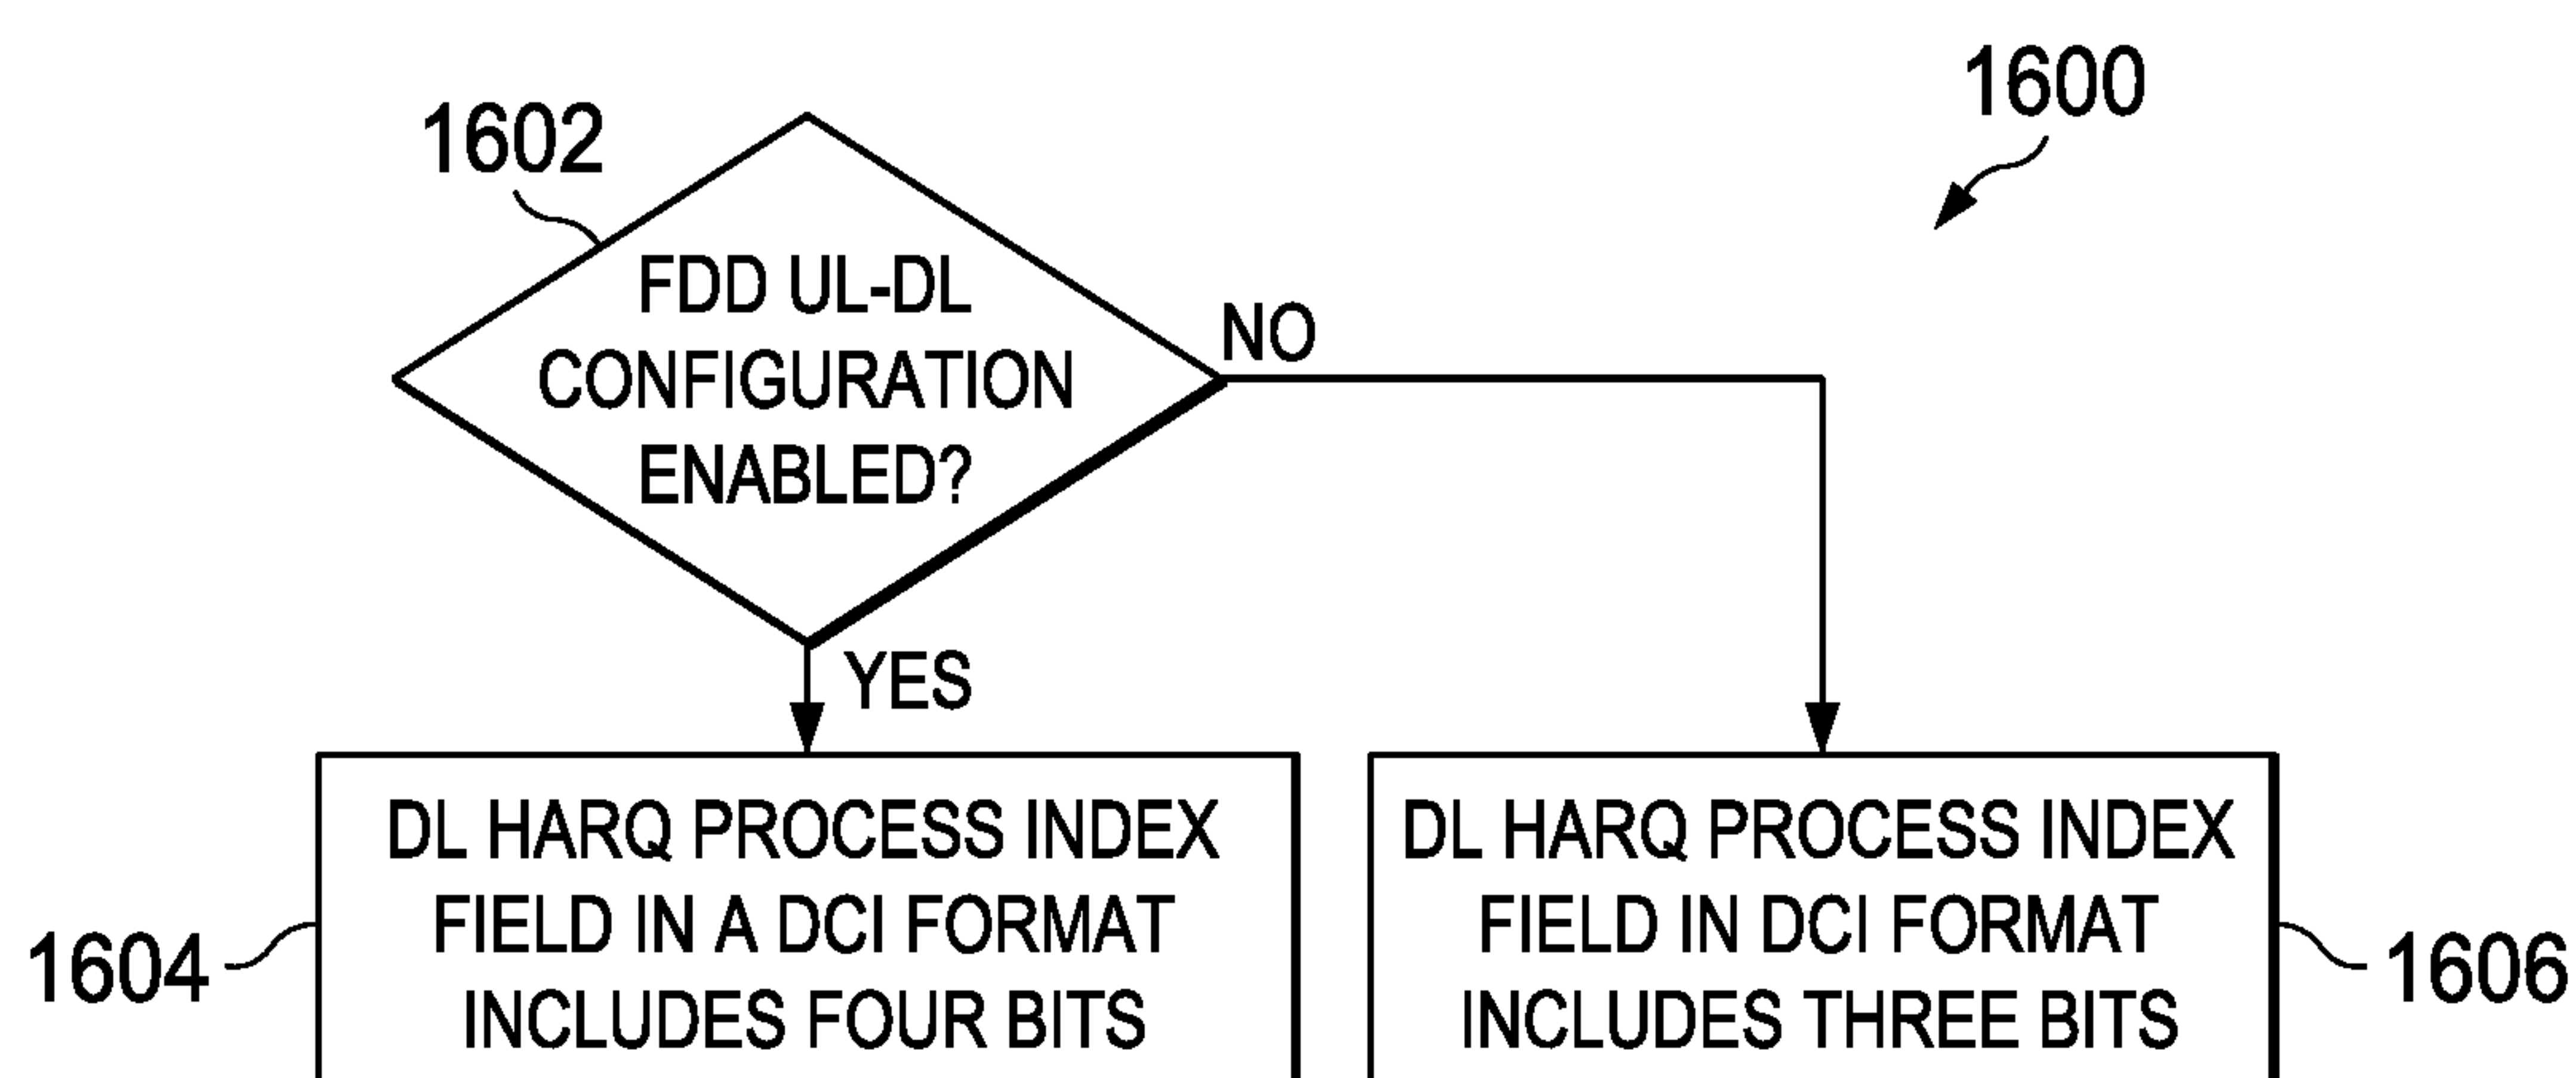 1600
1602
FDD UL-DL
CONFIGURATION
ENABLED?
NO
YES
DL HARQ PROCESS INDEX
FIELD IN A DCI FORMAT
INCLUDES FOUR BITS
1604
DL HARQ PROCESS INDEX
FIELD IN DCI FORMAT
INCLUDES THREE BITS
1606